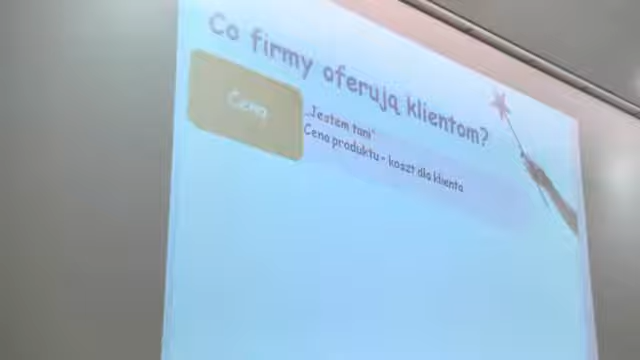 Co firmy oferują klientom?
Cena
„Jestem tani”
Cena produktu = koszt dla klienta